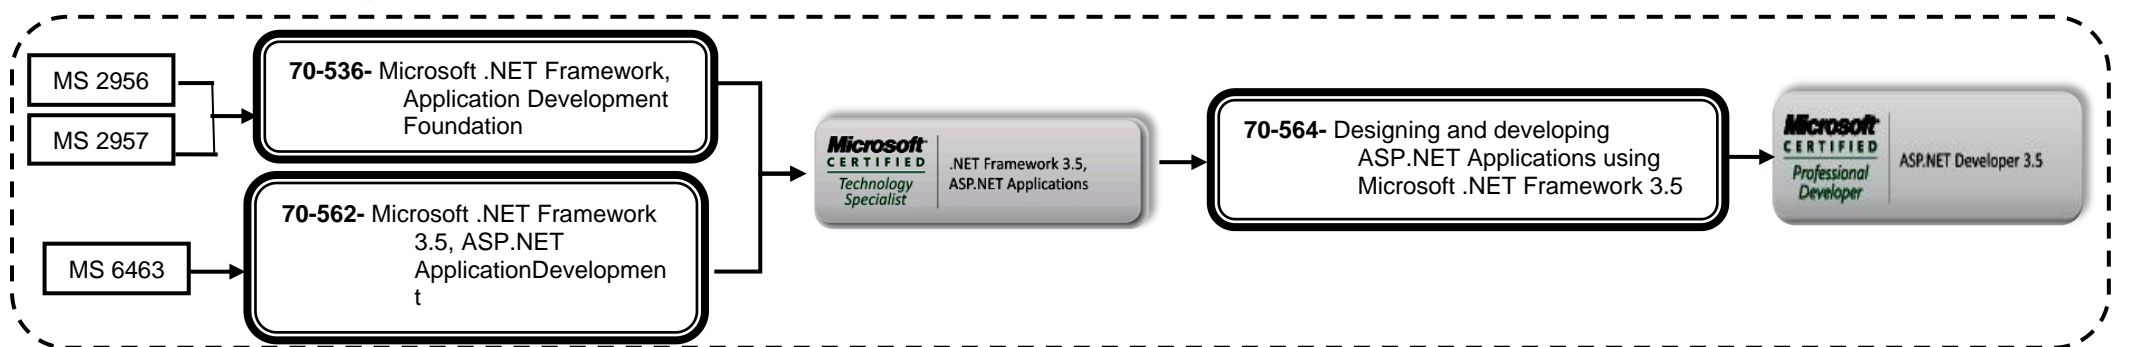 MS 2956
MS 2957
70-536- Microsoft .NET Framework,
Application Development
Foundation
MS 6463
70-562- Microsoft .NET Framework
3.5, ASP.NET
ApplicationDevelopmen
t
Microsoft
CERTIFIED
Technology
Specialist
.NET Framework 3.5,
ASP.NET Applications
70-564- Designing and developing
ASP.NET Applications using
Microsoft .NET Framework 3.5
Microsoft
CERTIFIED
Professional
Developer
ASP.NET Developer 3.5